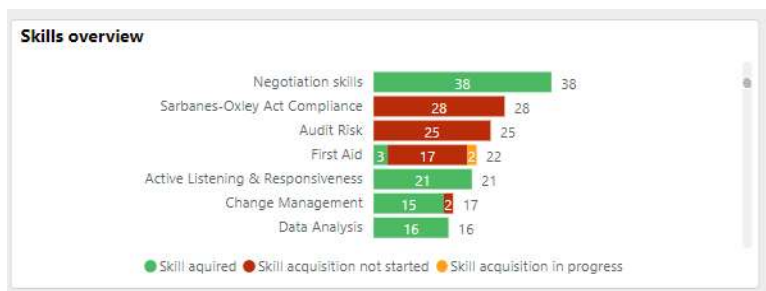 Skills overview
Negotiation skills 38 38
Sarbanes-Oxley Act Compliance 28 28
Audit Risk 25 25
First Aid 3 17 2 22
Active Listening & Responsiveness 21 21
Change Management 15 2 17
Data Analysis 16 16
Skill aquired Skill acquisition not started Skill acquisition in progress